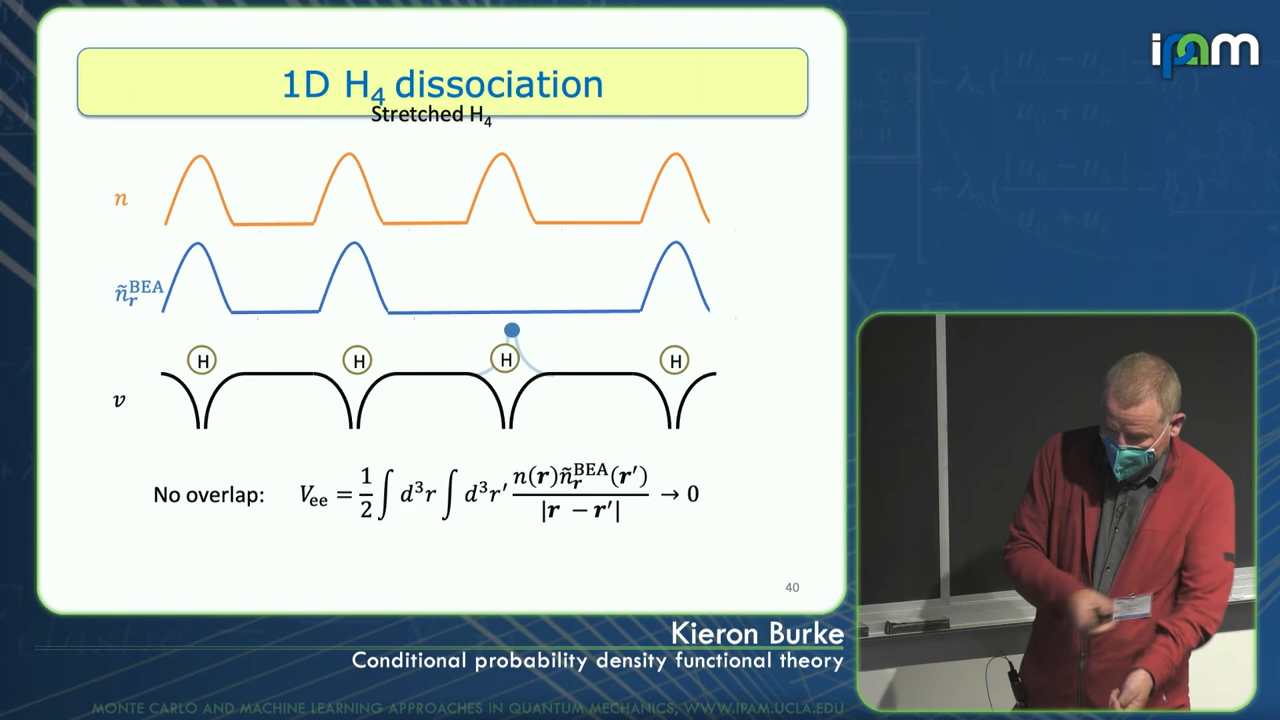 ipam
1D H₄ dissociation
Stretched H₄
n
ñ_r^BEA
H H H H
v
No overlap: V_ee = 1/2 ∫ d³r ∫ d³r′ n(r)ñ_r^BEA(r′) / |r − r′| → 0
40
Kieron Burke
Conditional probability density functional theory
MONTE CARLO AND MACHINE LEARNING APPROACHES IN QUANTUM MECHANICS, WWW.IPAM.UCLA.EDU